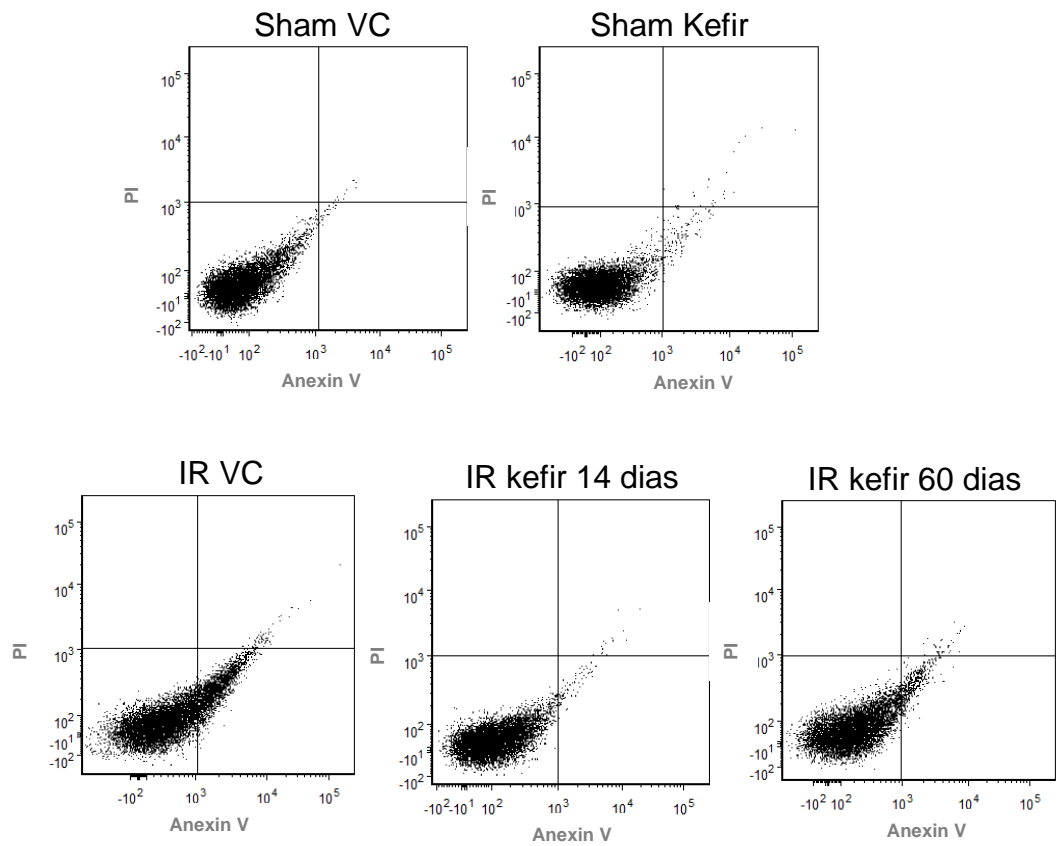 Sham VC
Sham Kefir
10⁵
10⁴
10³
10²
-10¹
-10²
PI
-10² -10¹ 10² 10³ 10⁴ 10⁵
Anexin V
10⁵
10⁴
10³
10²
-10¹
-10²
PI
-10² 10² 10³ 10⁴ 10⁵
Anexin V
IR VC
IR kefir 14 dias
IR kefir 60 dias
10⁵
10⁴
10³
10²
-10¹
-10²
PI
-10² 10³ 10⁴ 10⁵
Anexin V
10⁵
10⁴
10³
10²
-10¹
-10²
PI
-10² -10¹ 10² 10³ 10⁴ 10⁵
Anexin V
10⁵
10⁴
10³
10²
-10¹
-10²
PI
-10² 10² 10³ 10⁴ 10⁵
Anexin V